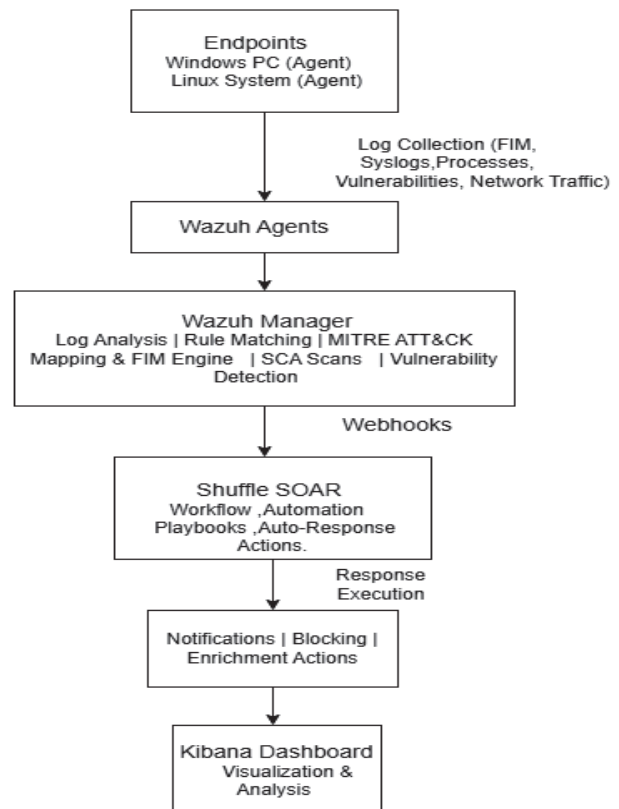 Endpoints
Windows PC (Agent)
Linux System (Agent)
Log Collection (FIM,
Syslogs,Processes,
Vulnerabilities, Network Traffic)
Wazuh Agents
Wazuh Manager
Log Analysis | Rule Matching | MITRE ATT&CK
Mapping & FIM Engine | SCA Scans | Vulnerability
Detection
Webhooks
Shuffle SOAR
Workflow ,Automation
Playbooks ,Auto-Response
Actions.
Response
Execution
Notifications | Blocking |
Enrichment Actions
Kibana Dashboard
Visualization &
Analysis